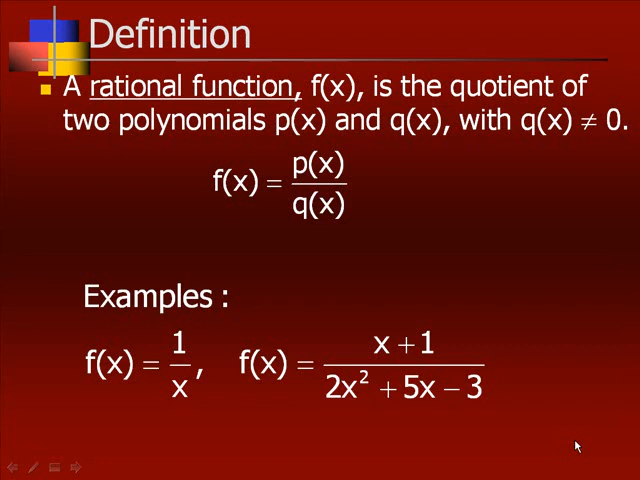 Definition
A rational function, f(x), is the quotient of
two polynomials p(x) and q(x), with q(x) ≠ 0.
f(x) = p(x)/q(x)
Examples :
f(x) = 1/x, f(x) = (x + 1)/(2x² + 5x − 3)